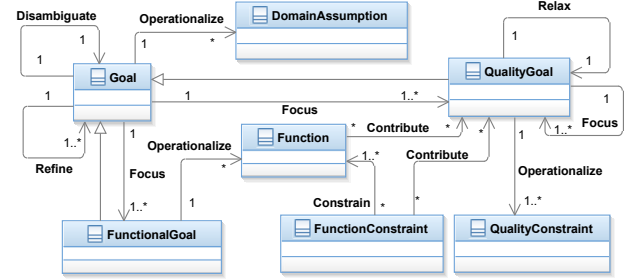 Disambiguate
1
1
Operationalize
1
*
DomainAssumption
Relax
1
1
Goal
QualityGoal
1
Focus
1..*
1
1..*
Focus
1
1..*
Refine
1
Focus
1..*
Operationalize
1
*
Function
*
Contribute
*
Contribute
*
*
1..*
Constrain
*
1
Operationalize
1..*
FunctionalGoal
FunctionConstraint
QualityConstraint